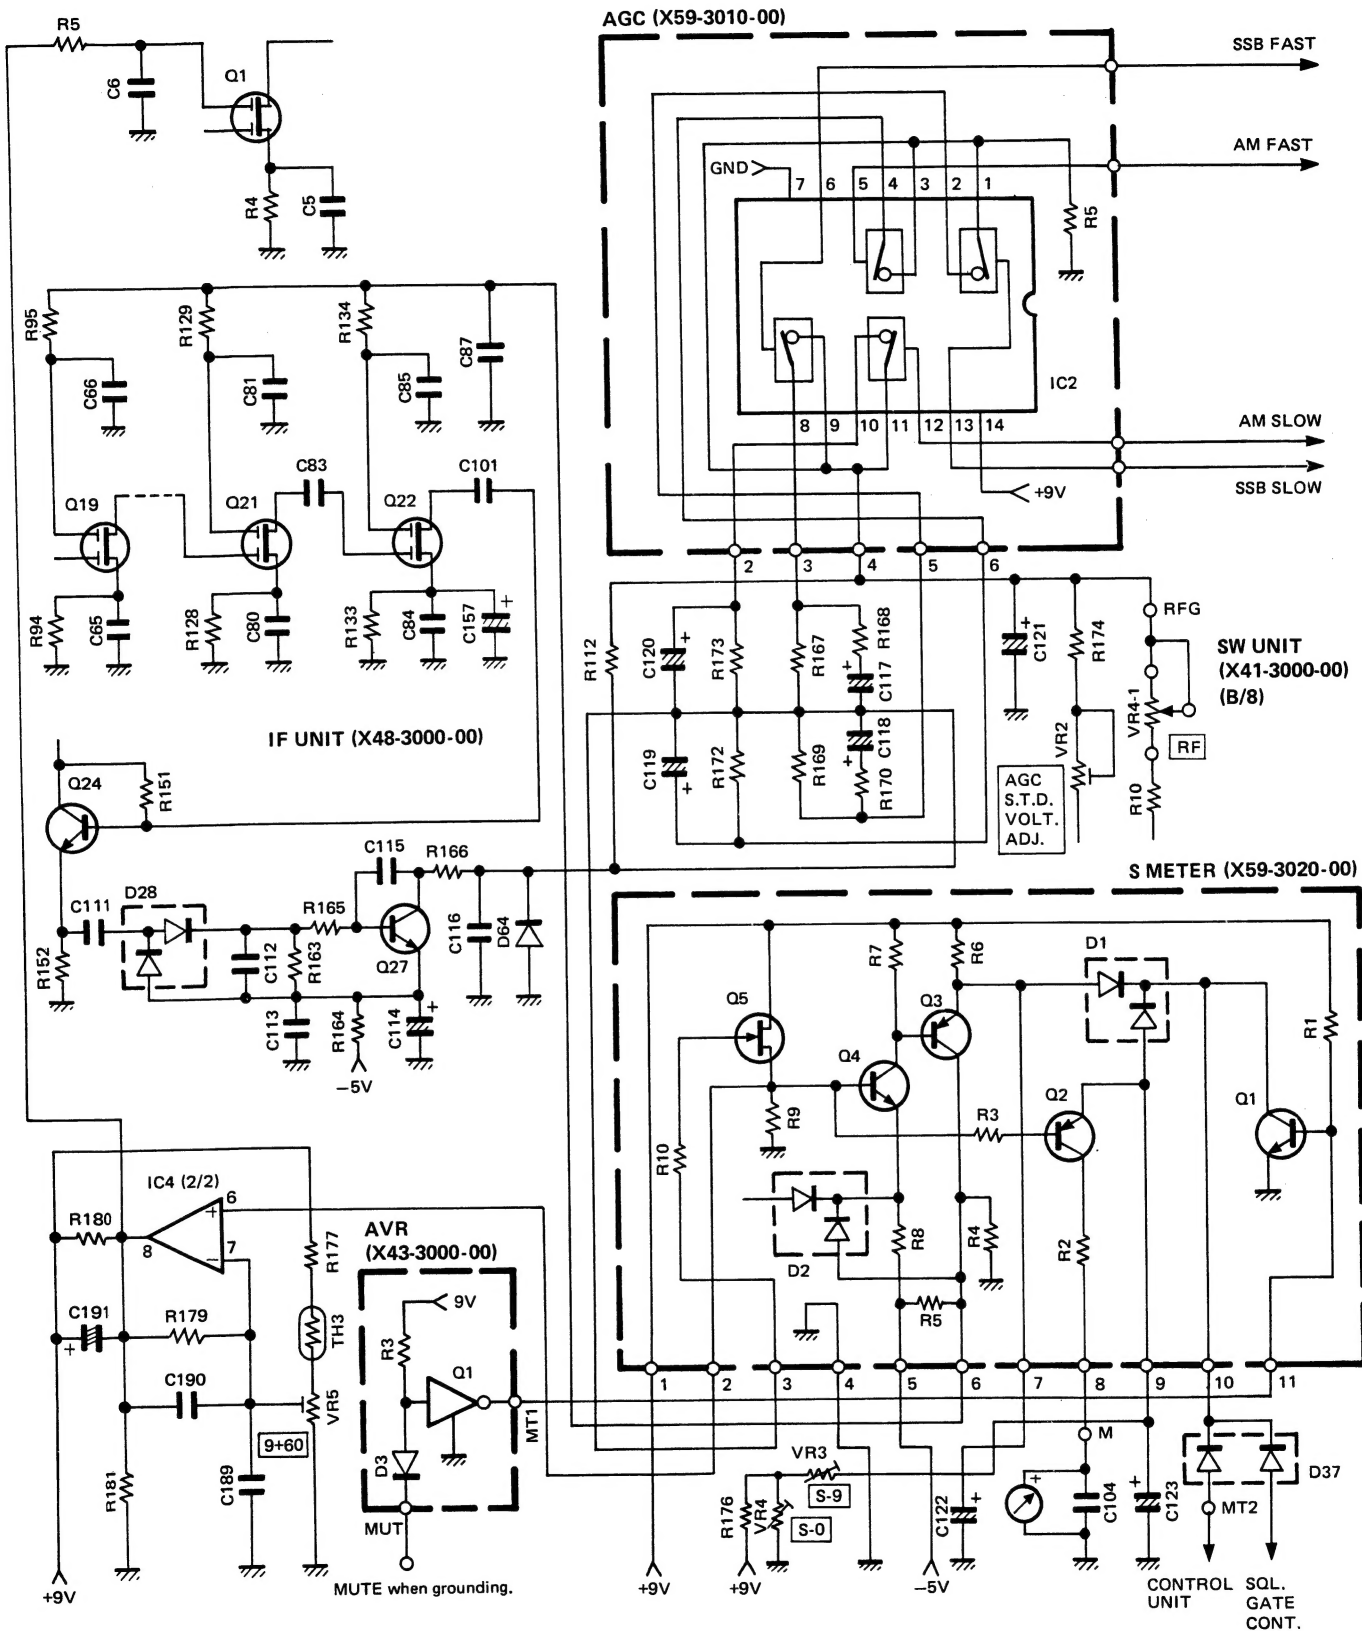 AGC (X59-3010-00)
R5
C6
Q1
R4
C5
SSB FAST
AM FAST
GND
7 6 5 4 3 2 1
R5
IC2
8 9 10 11 12 13 14
+9V
AM SLOW
SSB SLOW
2 3 4 5 6
R95
R129
R134
C66
C81
C85
C87
C83
C101
Q19
Q21
Q22
R94
C65
R128
C80
R133
C84
C157
+
IF UNIT (X48-3000-00)
R112
C120
+
R173
R167
R168
+
C117
C119
+
R172
R169
C118
+
R170
+
C121
R174
VR2
AGC
S.T.D.
VOLT.
ADJ.
RFG
VR4-1
RF
R10
SW UNIT
(X41-3000-00)
(B/8)
Q24
R151
C111
D28
R152
C112
R163
R165
C115
R166
Q27
C116
D64
C113
R164
C114
+
−5V
S METER (X59-3020-00)
Q5
R7
R6
Q3
D1
Q4
R9
R10
R3
Q2
Q1
R1
D2
R8
R4
R2
R5
1 2 3 4 5 6 7 8 9 10 11
IC4 (2/2)
6
+
7
−
8
R180
R177
C191
+
R179
TH3
C190
VR5
9+60
R181
C189
+9V
AVR
(X43-3000-00)
9V
R3
Q1
D3
MT1
MUT
MUTE when grounding.
+9V
+9V
R176
VR4
S-0
VR3
S-9
−5V
C122
+
M
+
C104
+
C123
D37
MT2
CONTROL
UNIT
SQL.
GATE
CONT.